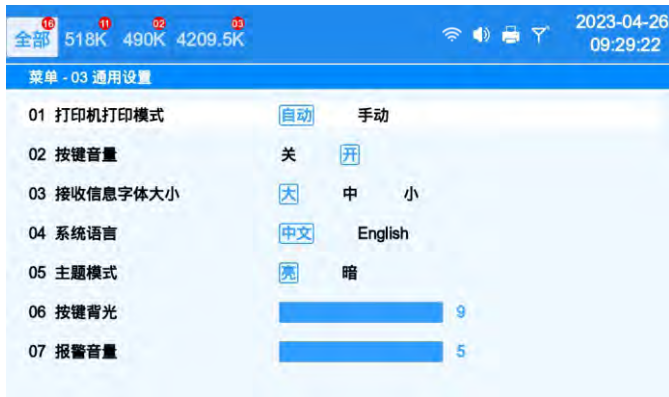 16 11 02 03
全部 518K 490K 4209.5K 2023-04-26
09:29:22
菜单 - 03 通用设置
01 打印机打印模式 自动 手动
02 按键音量 关 开
03 接收信息字体大小 大 中 小
04 系统语言 中文 English
05 主题模式 亮 暗
06 按键背光 9
07 报警音量 5